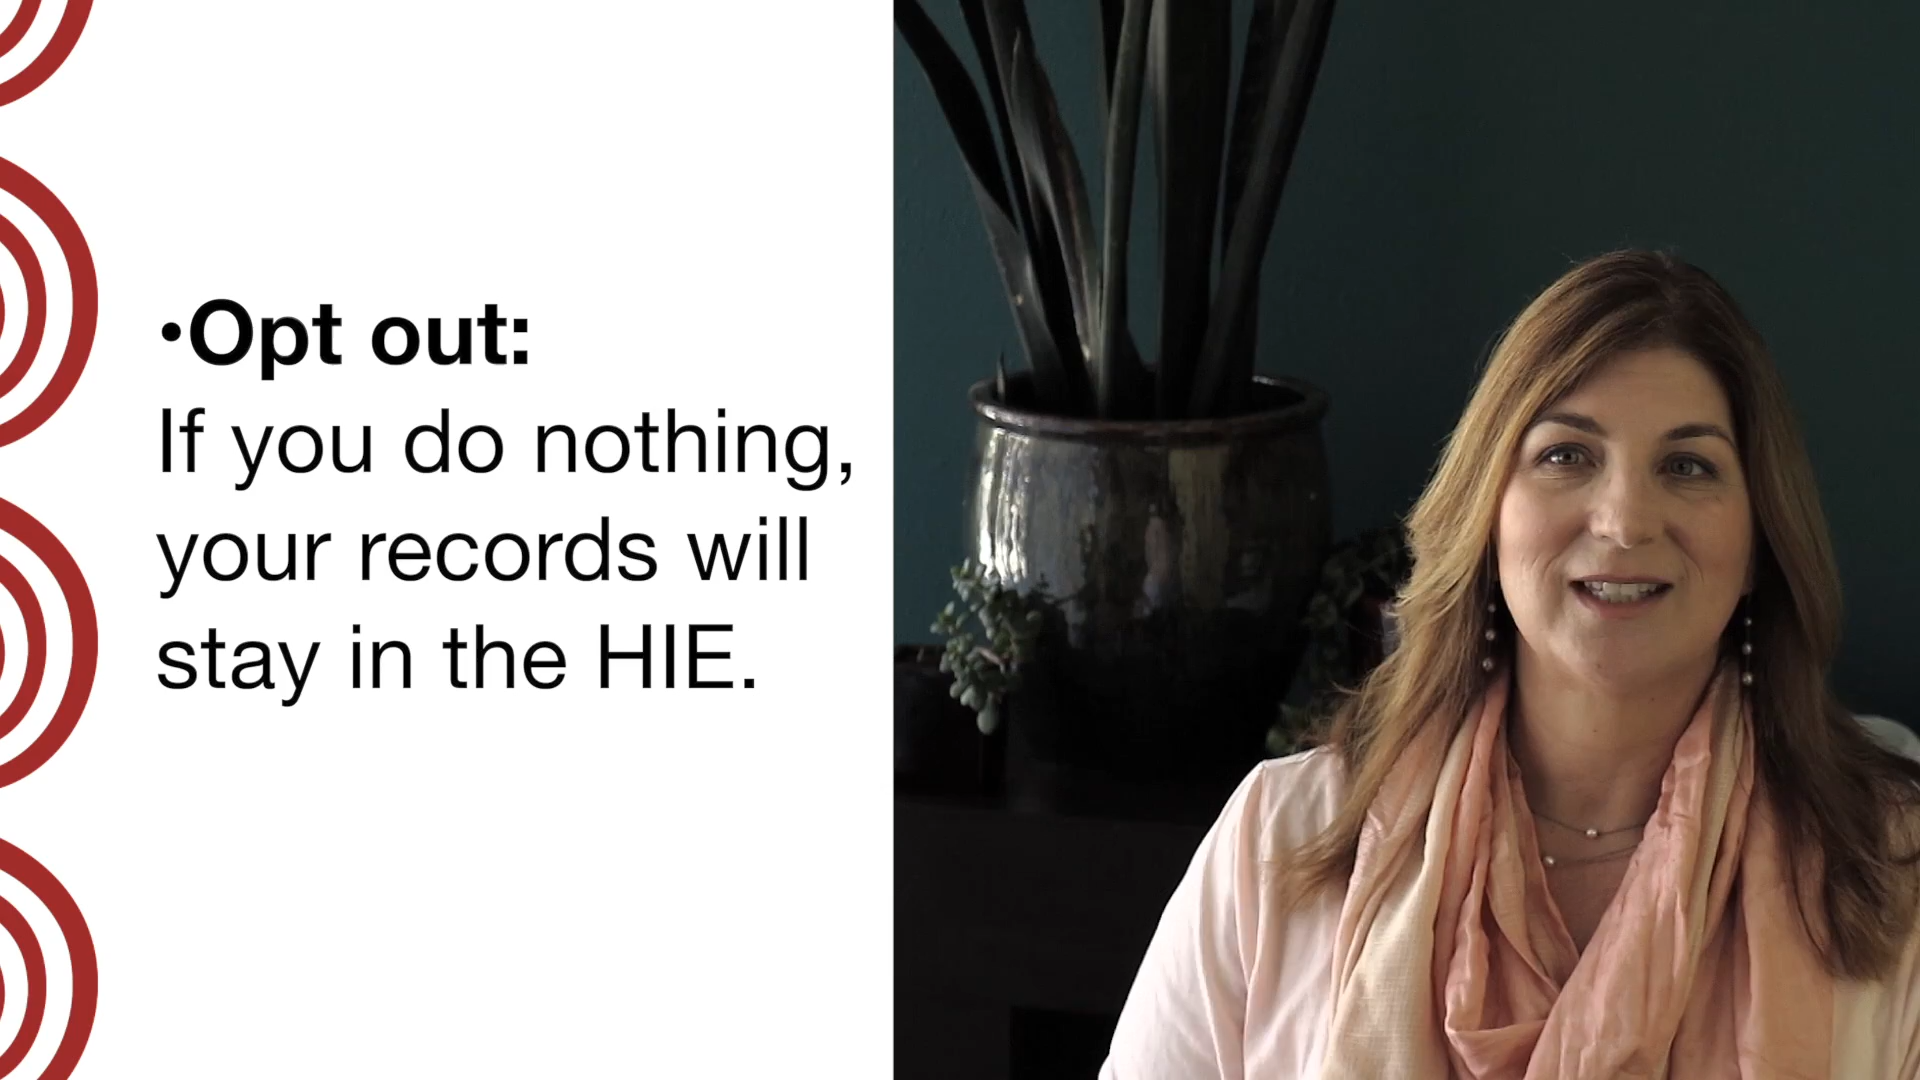 •Opt out:
If you do nothing,
your records will
stay in the HIE.